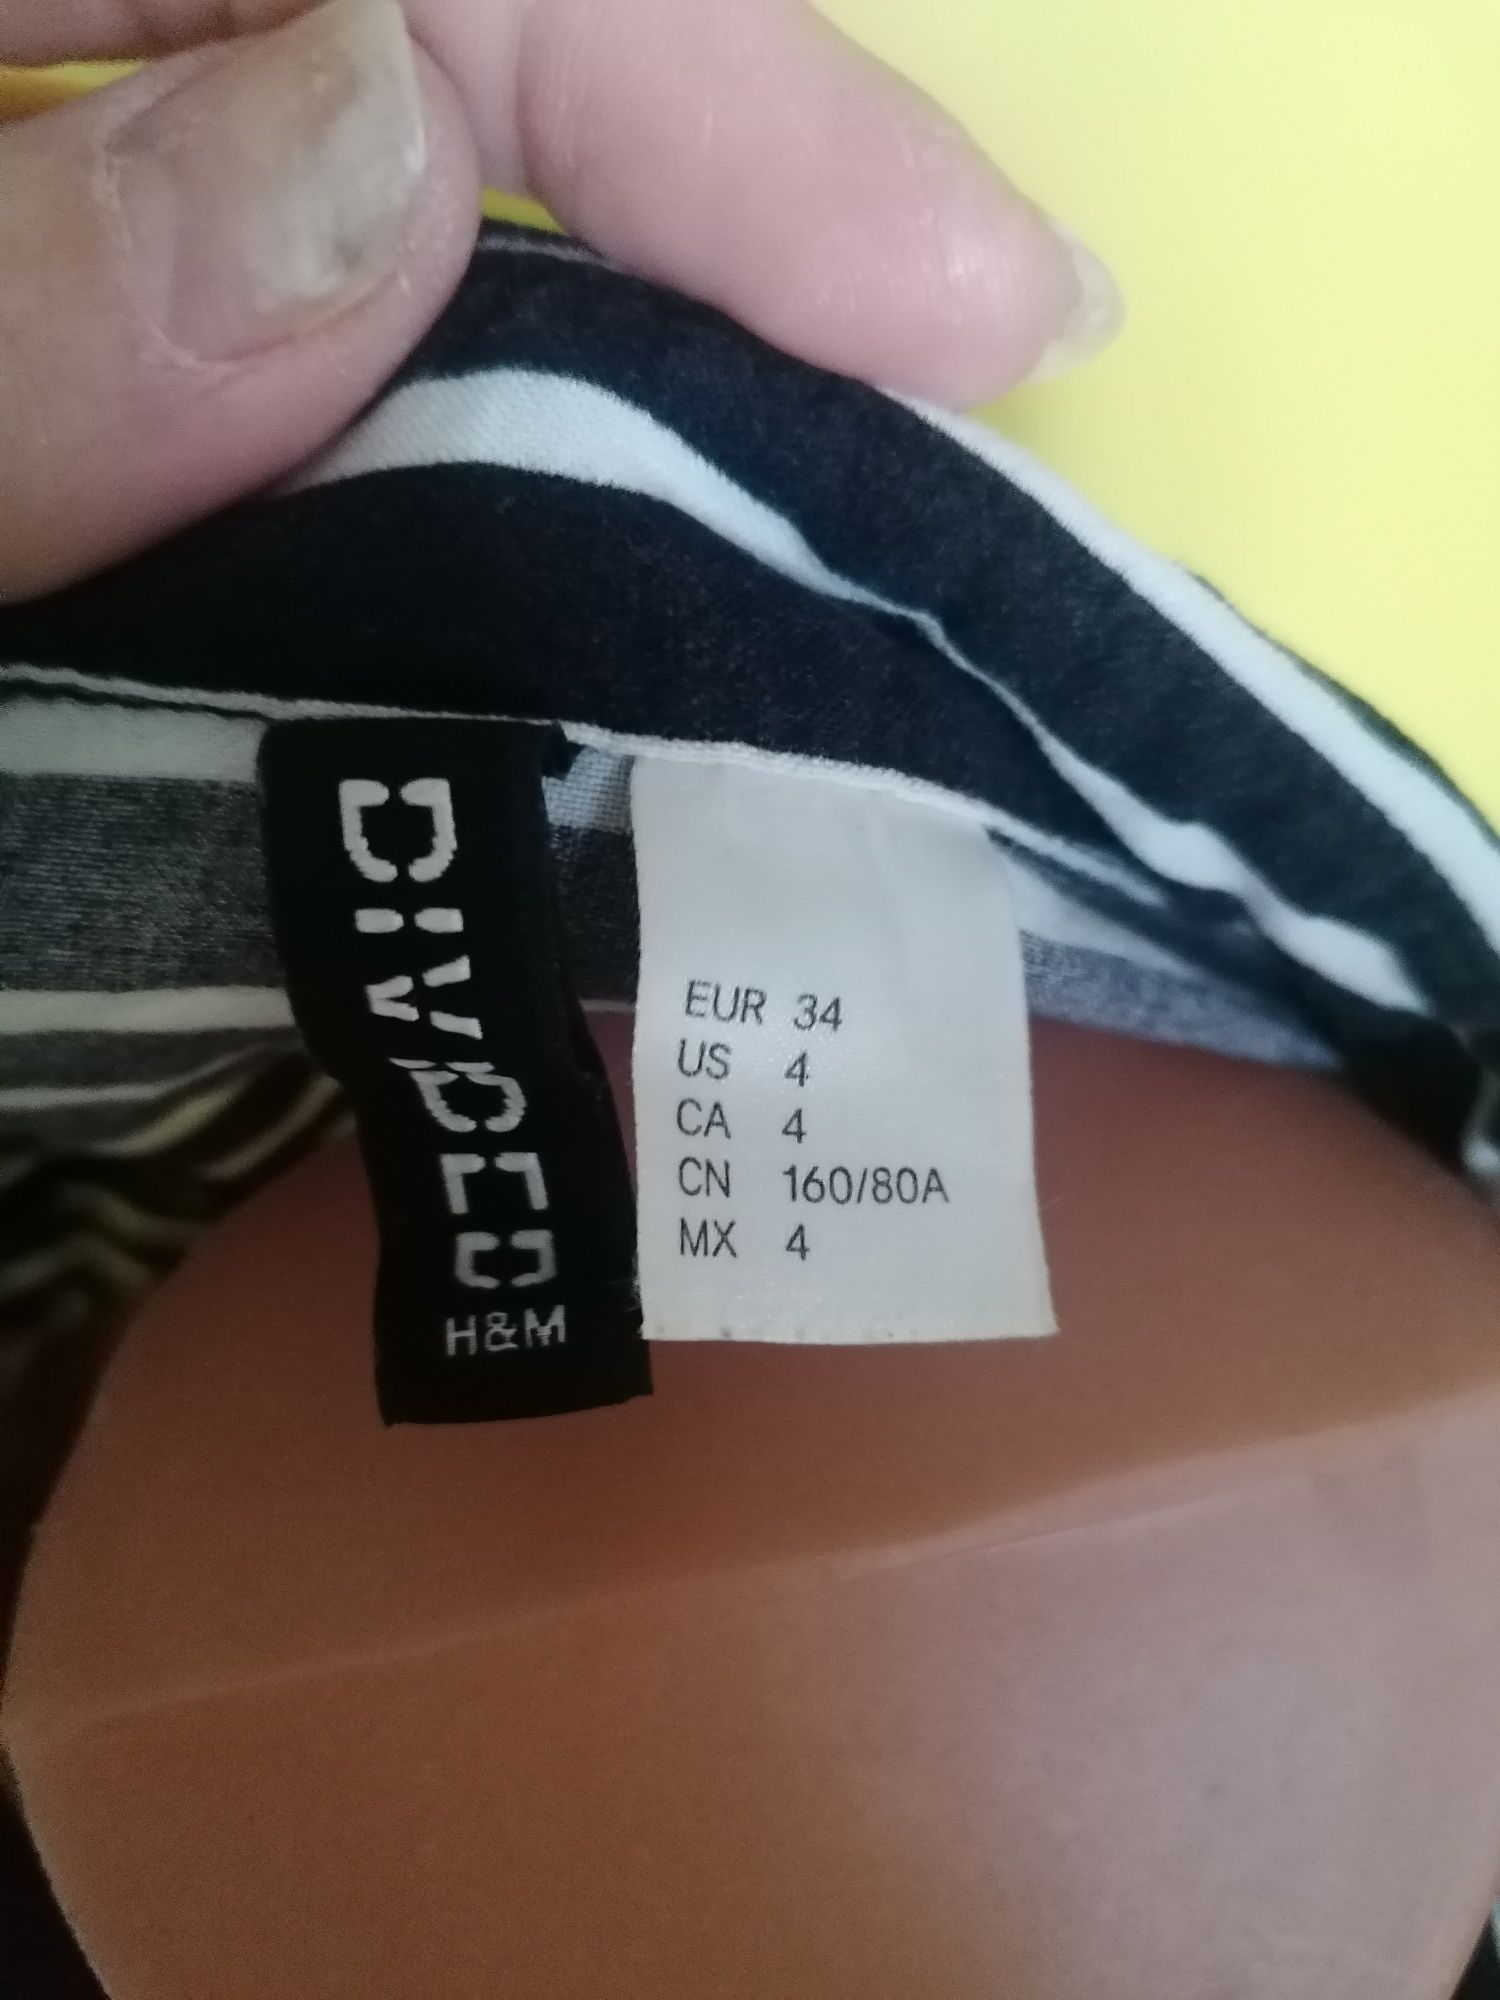 DIVIDED
H&M
EUR 34
US 4
CA 4
CN 160/80A
MX 4